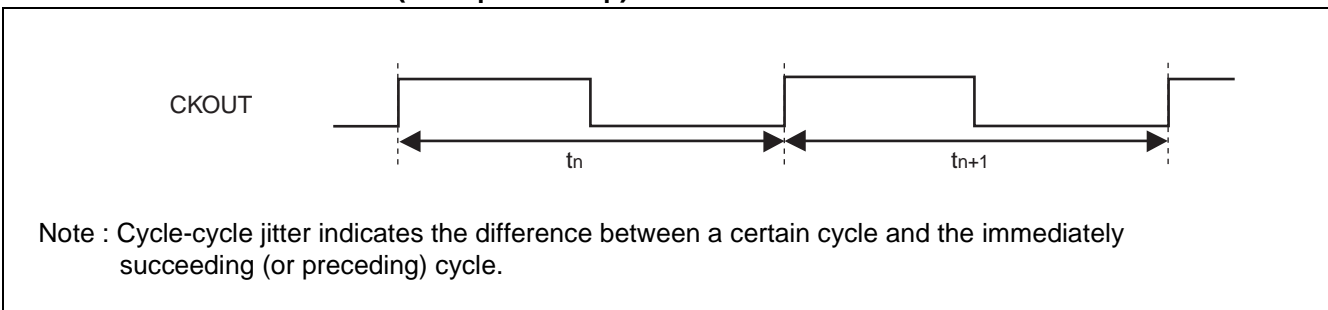 CKOUT
tn
tn+1
Note : Cycle-cycle jitter indicates the difference between a certain cycle and the immediately
succeeding (or preceding) cycle.